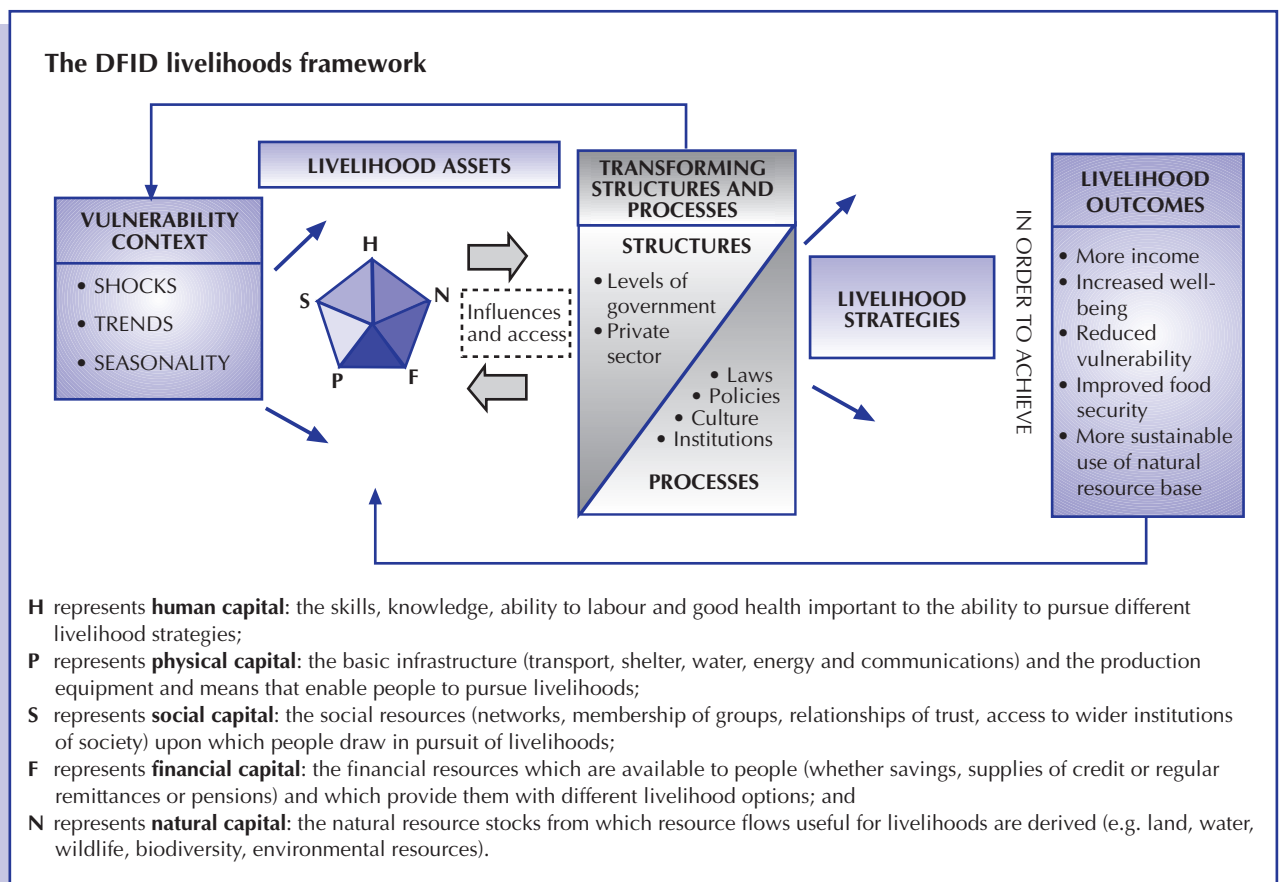 The DFID livelihoods framework
LIVELIHOOD ASSETS
VULNERABILITY
CONTEXT
• SHOCKS
• TRENDS
• SEASONALITY
H
S
N
P
F
Influences
and access
TRANSFORMING
STRUCTURES AND
PROCESSES
STRUCTURES
• Levels of
government
• Private
sector
• Laws
• Policies
• Culture
• Institutions
PROCESSES
LIVELIHOOD
STRATEGIES
IN ORDER TO ACHIEVE
LIVELIHOOD
OUTCOMES
• More income
• Increased well-
being
• Reduced
vulnerability
• Improved food
security
• More sustainable
use of natural
resource base
H represents human capital: the skills, knowledge, ability to labour and good health important to the ability to pursue different
livelihood strategies;
P represents physical capital: the basic infrastructure (transport, shelter, water, energy and communications) and the production
equipment and means that enable people to pursue livelihoods;
S represents social capital: the social resources (networks, membership of groups, relationships of trust, access to wider institutions
of society) upon which people draw in pursuit of livelihoods;
F represents financial capital: the financial resources which are available to people (whether savings, supplies of credit or regular
remittances or pensions) and which provide them with different livelihood options; and
N represents natural capital: the natural resource stocks from which resource flows useful for livelihoods are derived (e.g. land, water,
wildlife, biodiversity, environmental resources).